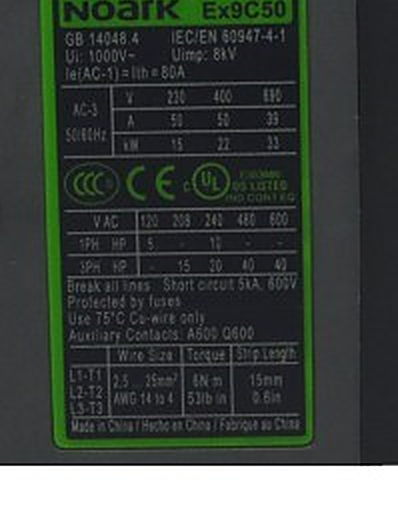 NOARK Ex9C50
GB 14048.4 IEC/EN 60947-4-1
Ui: 1000V~ Uimp: 8kV
Ie(AC-1)=Ith=80A
AC-3 50/60Hz V 230 400 690
A 50 50 39
kW 15 22 33
CCC CE c UL US LISTED
IND CONT EQ
V AC 120 208 240 480 600
1PH HP 5 - 10 - -
3PH HP - 15 20 40 40
Break all lines Short circuit 5kA, 600V
Protected by fuses
Use 75°C Cu-wire only
Auxiliary Contacts: A600 Q600
Wire Size Torque Strip Length
L1-T1 2,5 ... 25mm² 6N·m 15mm
L2-T2 AWG 14 to 4 53lb·in 0.6in
L3-T3
Made in China / Hecho en China / Fabriqué au China